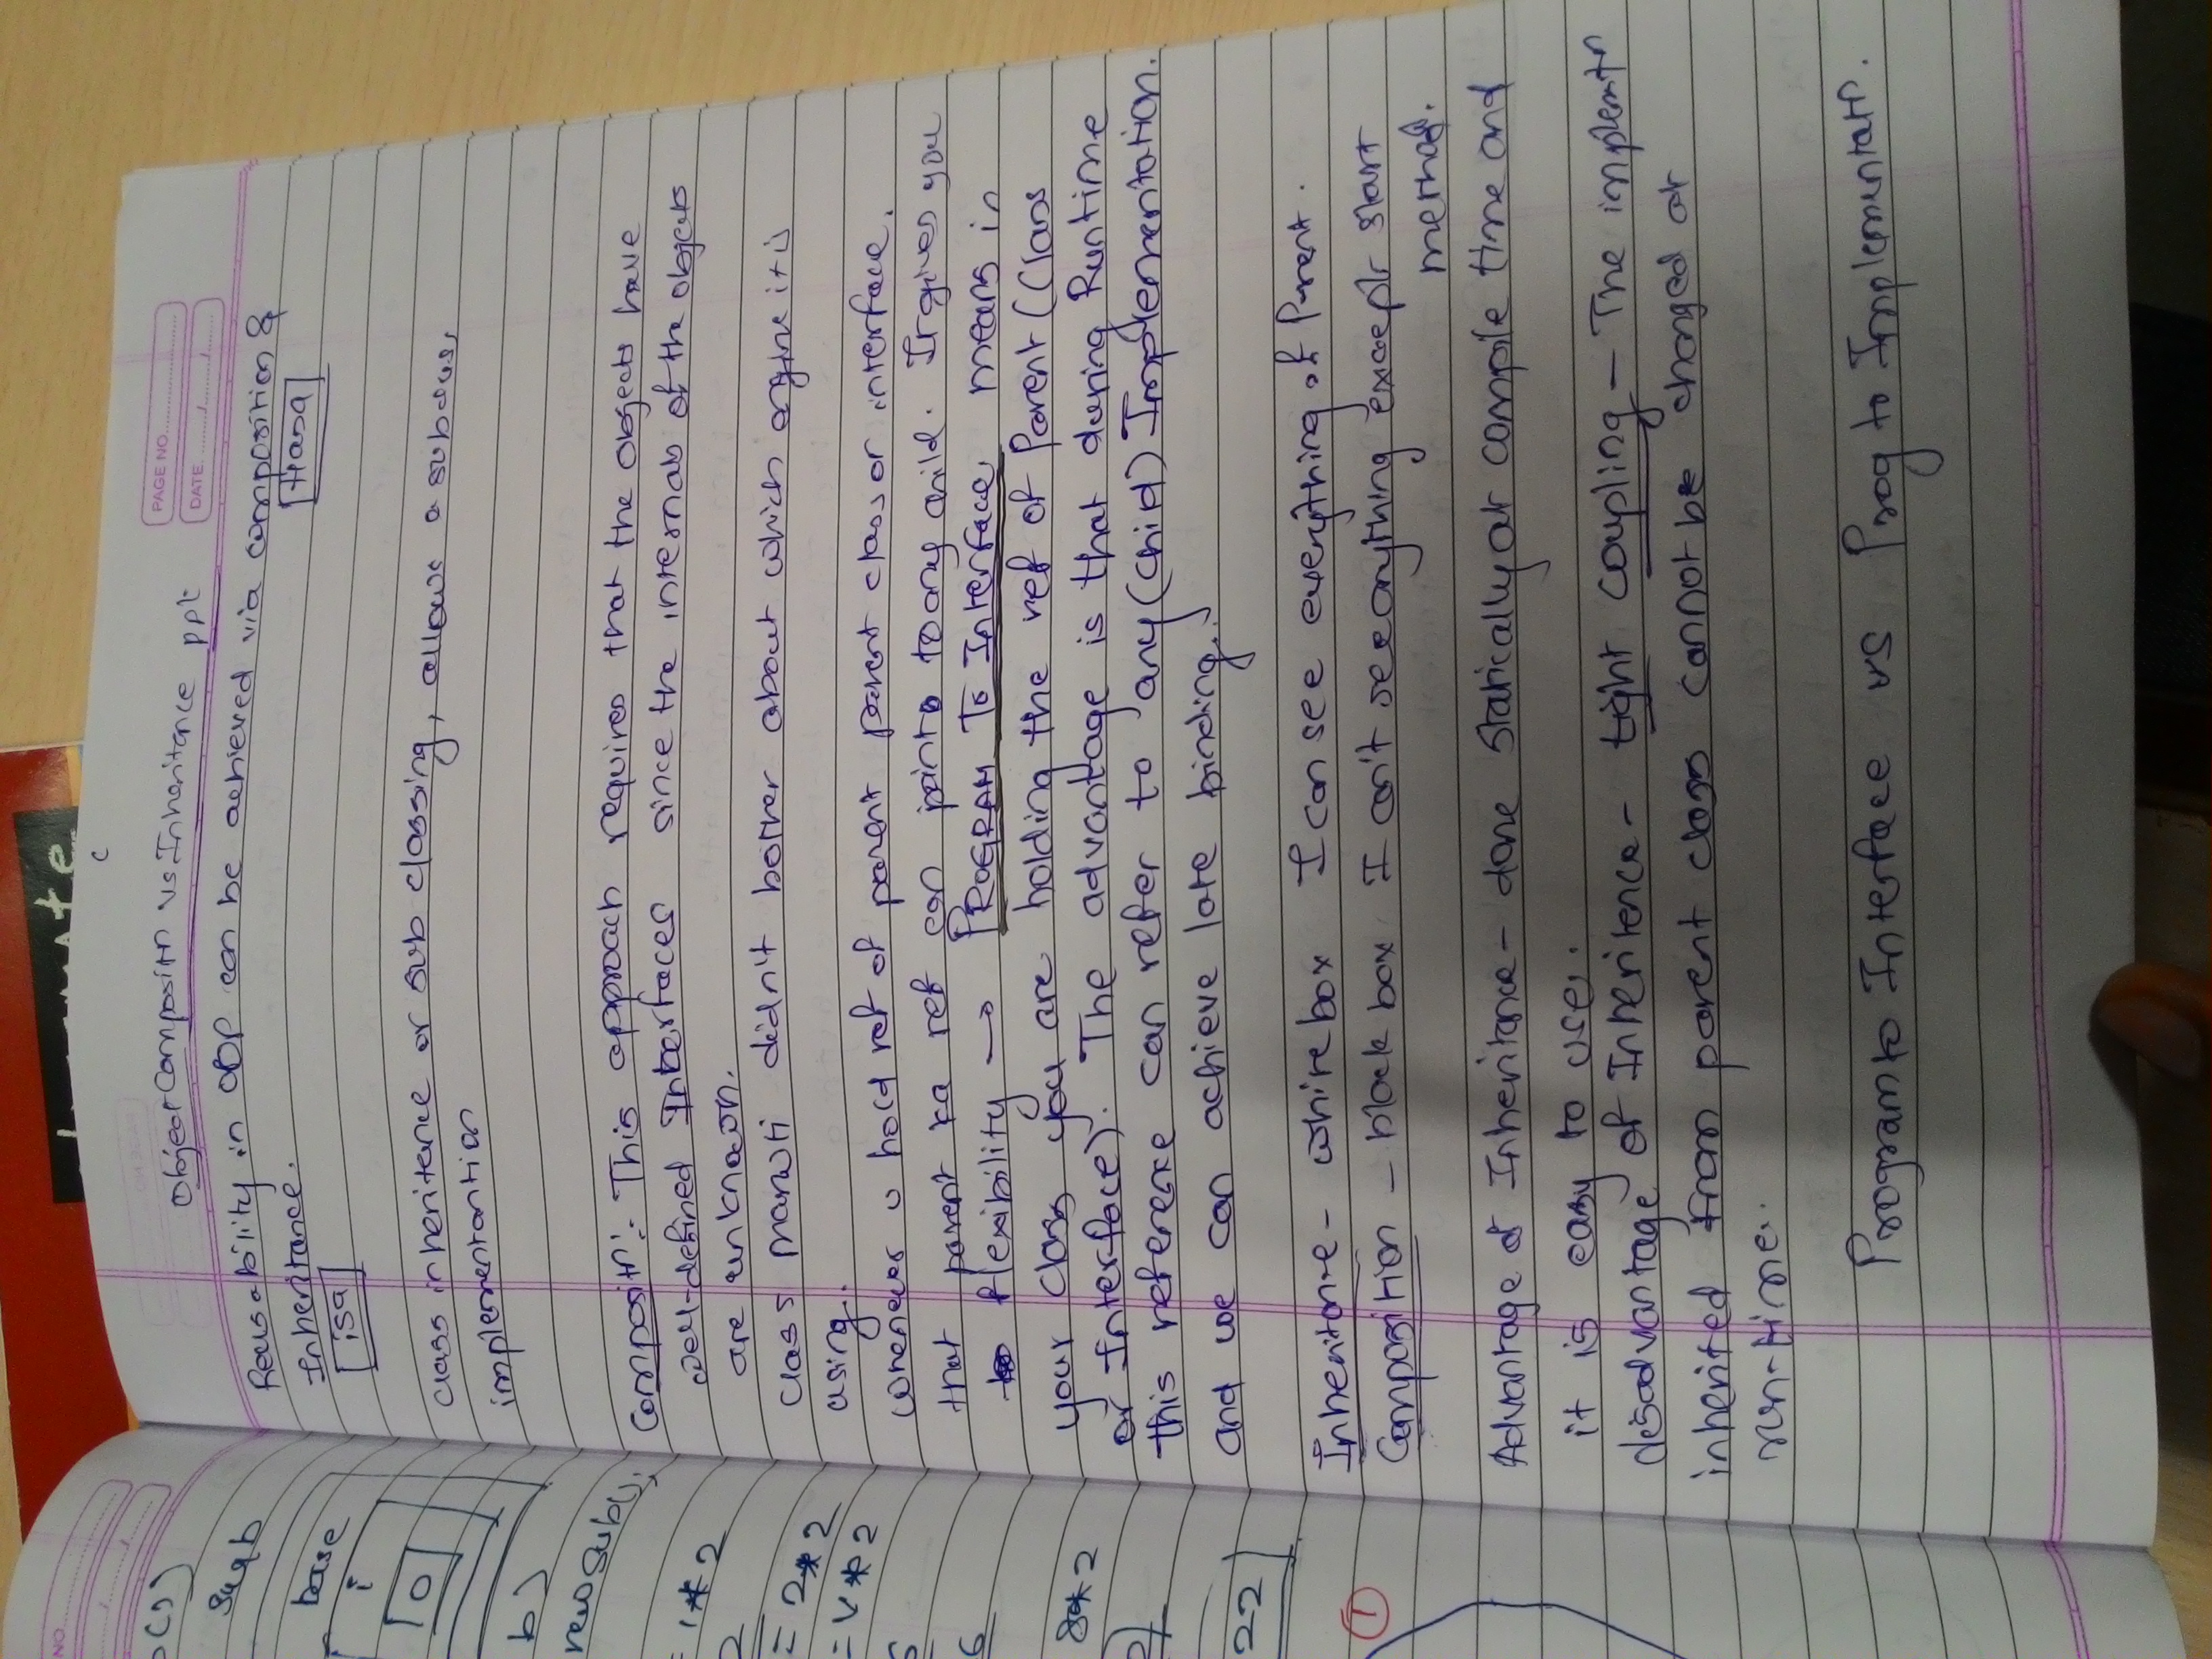 c
PAGE NO.
DATE
Object Compositn vs Inheritance ppt
Reusability in OOP can be achieved via composition &
Hasa
Inheritance.
isa
class inheritence or sub classing, allows a subclass
implementantion
Compositn :- This approach requires that the objects have
well-defined Interfaces since the internals of the objects
are unknown.
class maruti didn't bother about which engine it is
using.
whenever u hold ref of parent parent class or interface.
that parent ka ref can point to any child. It gives you
flexibility → PROGRAM To Interface means in
your class you are holding the ref of Parent (Class
or Interface). The advantage is that during Runtime
this reference can refer to any (child) Implementation.
and we can achieve late binding.
Inheritance - white box I can see everything of Parent.
Composition - black box I can't see anything except start
method.
Advantage of Inheritance - done statically at compile time and
it is easy to use.
disadvantage of Inheritence - tight coupling - The implemtn
inherited from parent class cannot be changed at
run-time.
Program to Interface vs Prog to Implementatn.
NO.
base
i
0
b)
new sub();
= 1*2
2
= 2*2
= V*2
6
8*2
22
1